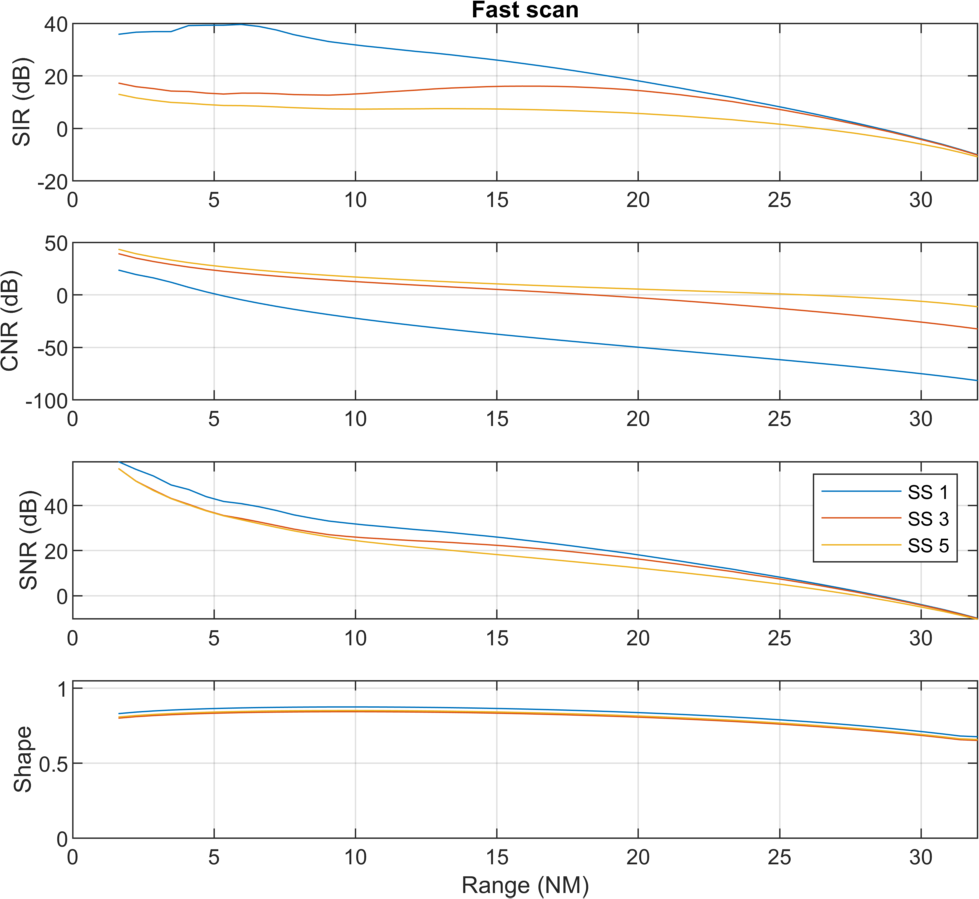 Fast scan
SIR (dB)
40
20
0
-20
0 5 10 15 20 25 30
CNR (dB)
50
0
-50
-100
0 5 10 15 20 25 30
SNR (dB)
40
20
0
SS 1
SS 3
SS 5
0 5 10 15 20 25 30
Shape
1
0.5
0
0 5 10 15 20 25 30
Range (NM)